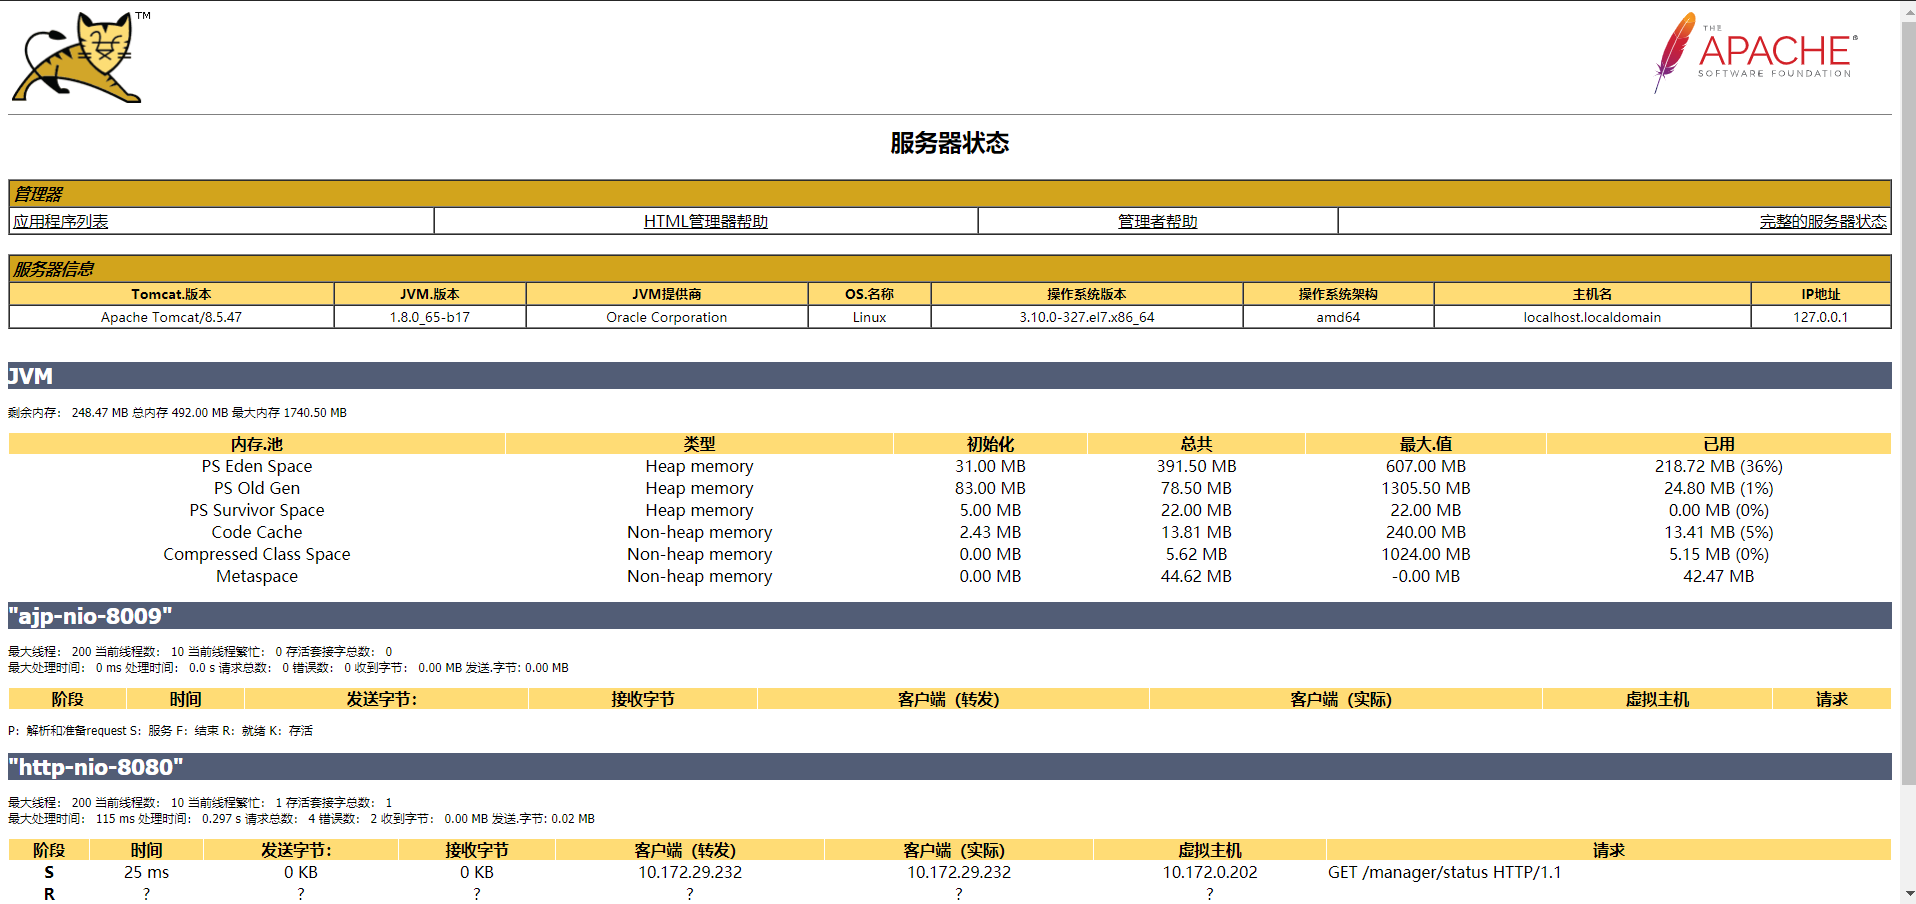 TM
THE
APACHE®
SOFTWARE FOUNDATION
服务器状态
管理器
应用程序列表 HTML管理器帮助 管理者帮助 完整的服务器状态
服务器信息
Tomcat.版本 JVM.版本 JVM提供商 OS.名称 操作系统版本 操作系统架构 主机名 IP地址
Apache Tomcat/8.5.47 1.8.0_65-b17 Oracle Corporation Linux 3.10.0-327.el7.x86_64 amd64 localhost.localdomain 127.0.0.1
JVM
剩余内存： 248.47 MB 总内存 492.00 MB 最大内存 1740.50 MB
内存.池 类型 初始化 总共 最大.值 已用
PS Eden Space Heap memory 31.00 MB 391.50 MB 607.00 MB 218.72 MB (36%)
PS Old Gen Heap memory 83.00 MB 78.50 MB 1305.50 MB 24.80 MB (1%)
PS Survivor Space Heap memory 5.00 MB 22.00 MB 22.00 MB 0.00 MB (0%)
Code Cache Non-heap memory 2.43 MB 13.81 MB 240.00 MB 13.41 MB (5%)
Compressed Class Space Non-heap memory 0.00 MB 5.62 MB 1024.00 MB 5.15 MB (0%)
Metaspace Non-heap memory 0.00 MB 44.62 MB -0.00 MB 42.47 MB
"ajp-nio-8009"
最大线程： 200 当前线程数： 10 当前线程繁忙： 0 存活套接字总数： 0
最大处理时间： 0 ms 处理时间： 0.0 s 请求总数： 0 错误数： 0 收到字节： 0.00 MB 发送.字节: 0.00 MB
阶段 时间 发送字节： 接收字节 客户端（转发） 客户端（实际） 虚拟主机 请求
P：解析和准备request S：服务 F：结束 R：就绪 K：存活
"http-nio-8080"
最大线程： 200 当前线程数： 10 当前线程繁忙： 1 存活套接字总数： 1
最大处理时间： 115 ms 处理时间： 0.297 s 请求总数： 4 错误数： 2 收到字节： 0.00 MB 发送.字节: 0.02 MB
阶段 时间 发送字节： 接收字节 客户端（转发） 客户端（实际） 虚拟主机 请求
S 25 ms 0 KB 0 KB 10.172.29.232 10.172.29.232 10.172.0.202 GET /manager/status HTTP/1.1
R ? ? ? ? ? ?